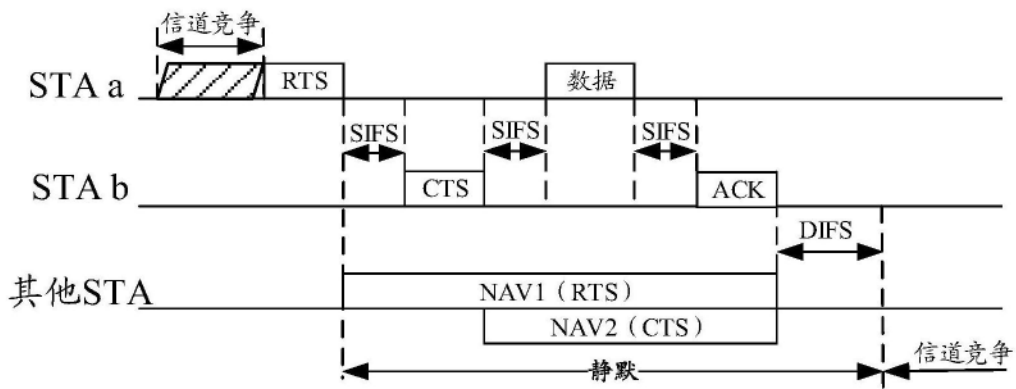 信道竞争
STA a
RTS
数据
SIFS
SIFS
SIFS
STA b
CTS
ACK
DIFS
其他STA
NAV1（RTS）
NAV2（CTS）
静默
信道竞争